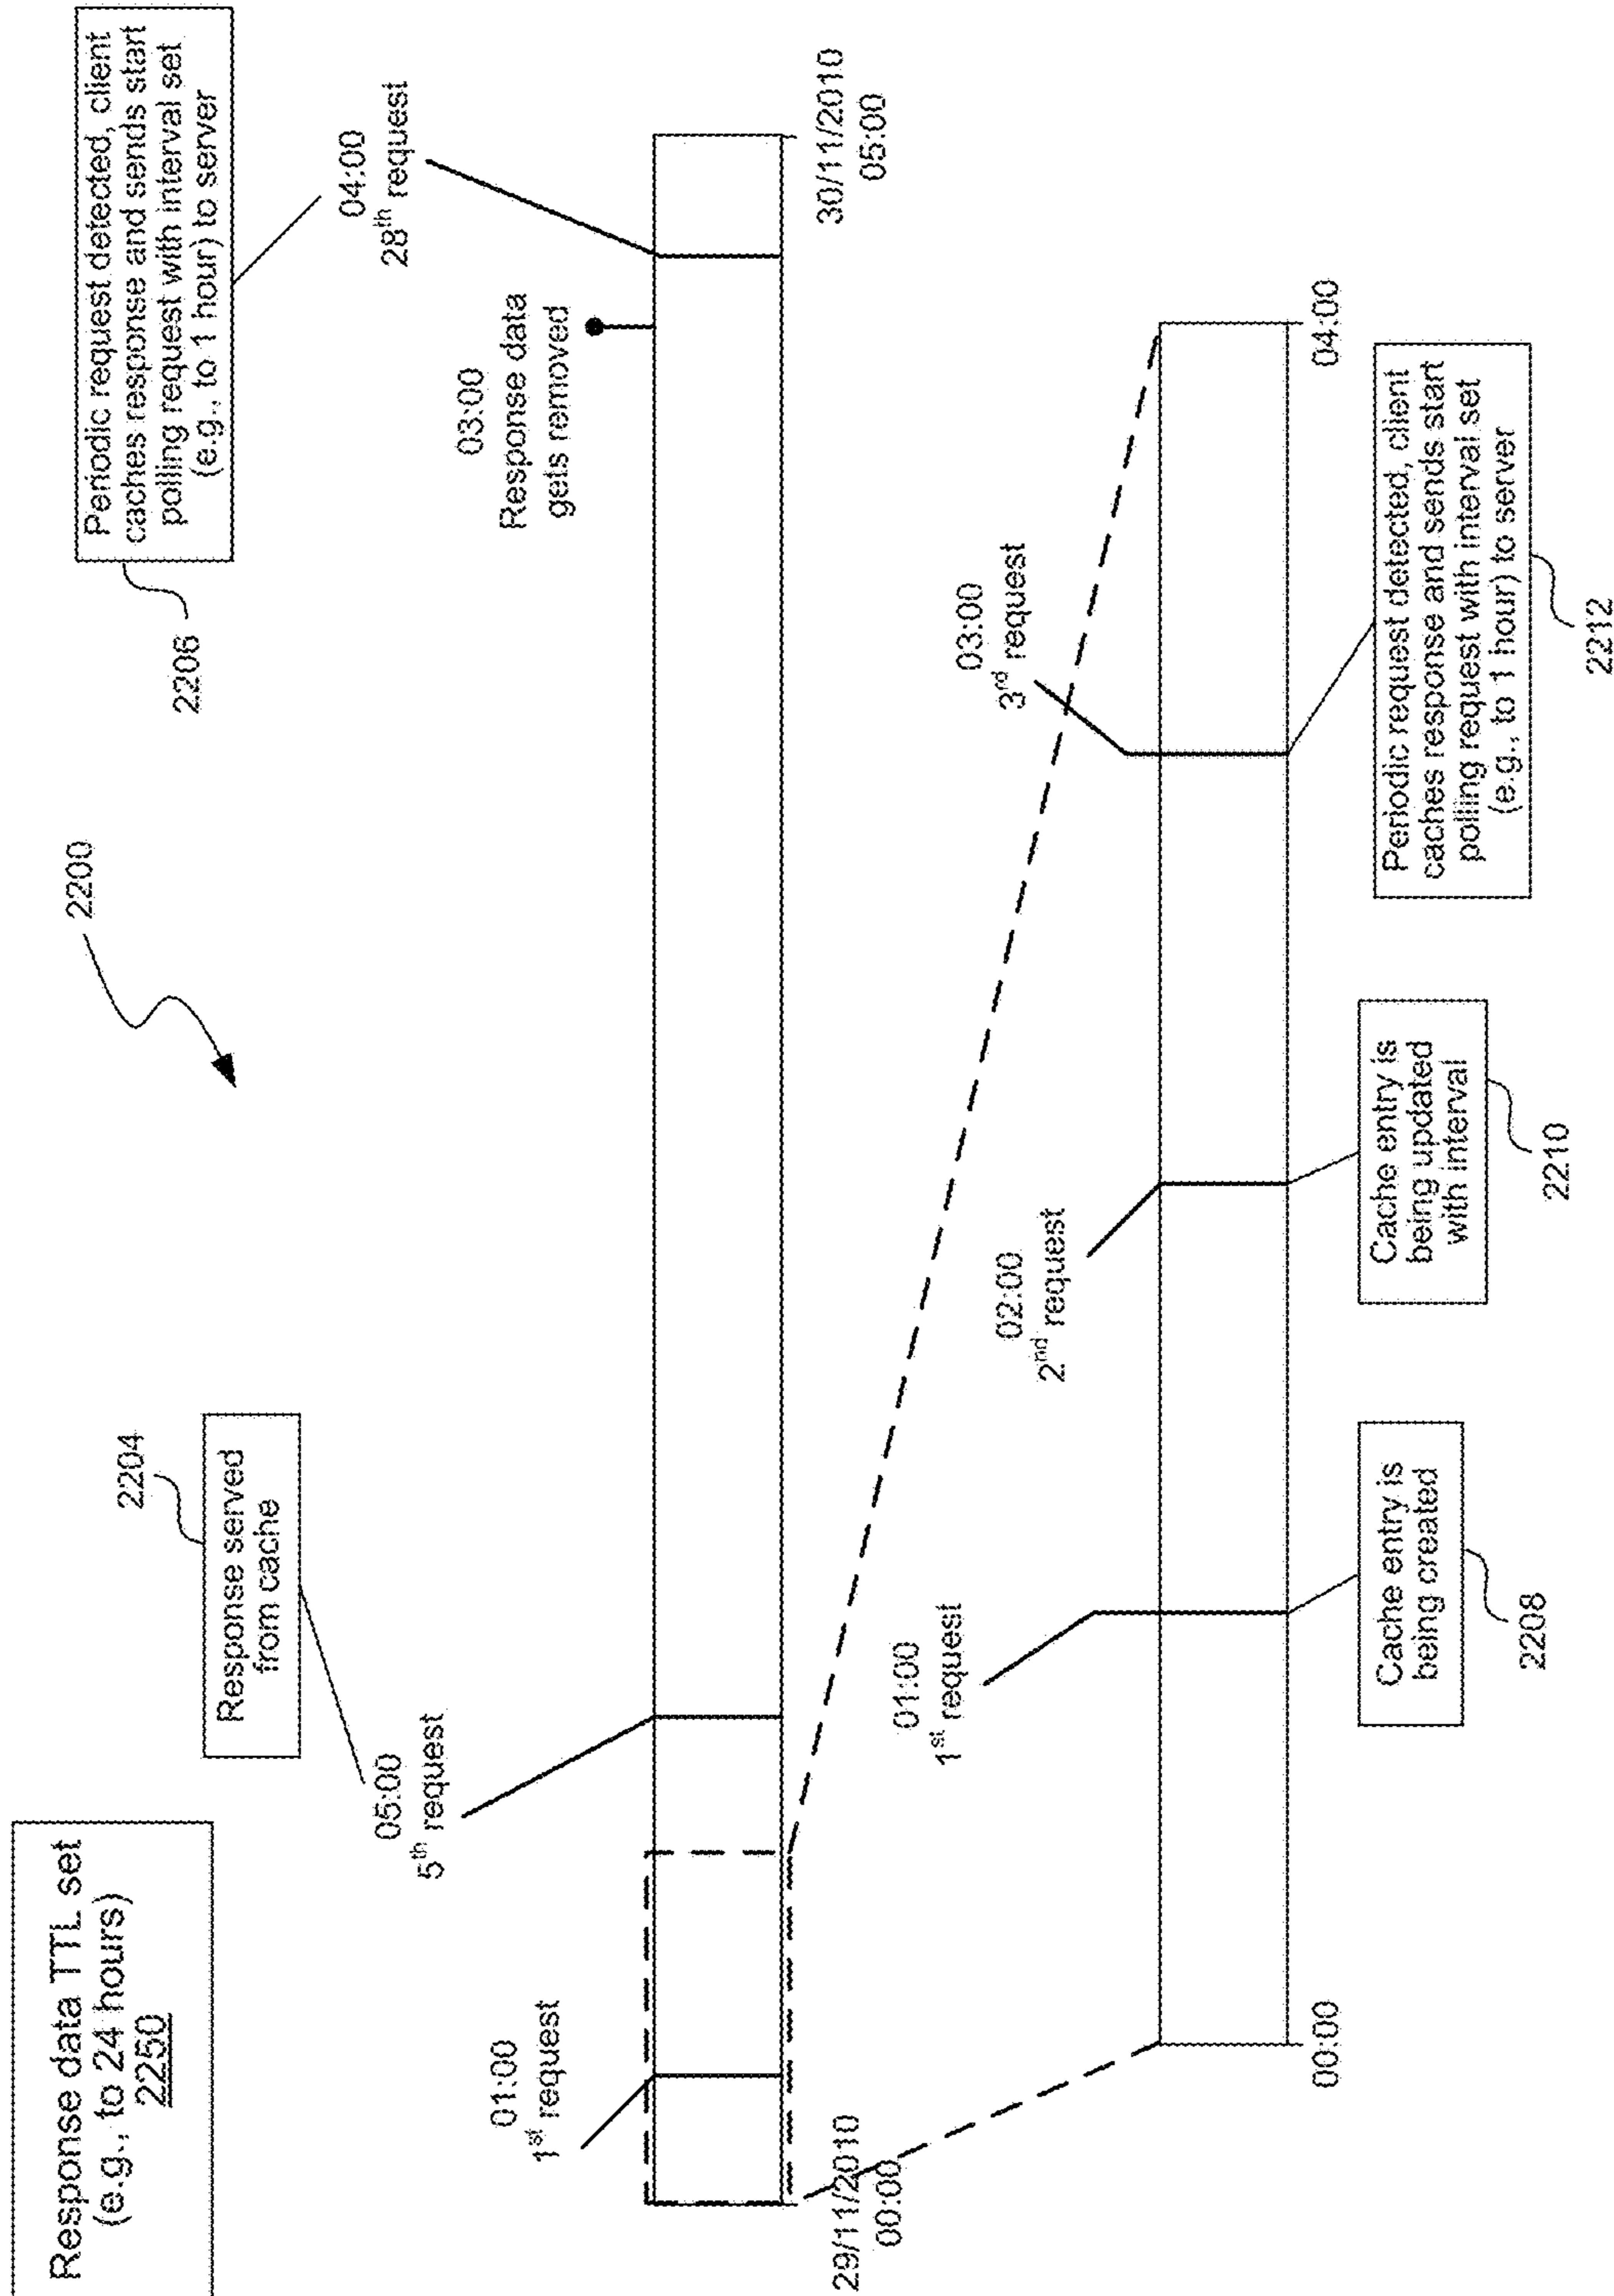 Response data TTL set
(e.g., to 24 hours)
2250
2200
2204
Response served
from cache
2206
Periodic request detected, client
caches response and sends start
polling request with interval set
(e.g., to 1 hour) to server
01:00
1st request
05:00
5th request
03:00
Response data
gets removed
04:00
28th request
29/11/2010
00:00
30/11/2010
05:00
01:00
1st request
02:00
2nd request
03:00
3rd request
00:00
04:00
Cache entry is
being created
2208
Cache entry is
being updated
with interval
2210
Periodic request detected, client
caches response and sends start
polling request with interval set
(e.g., to 1 hour) to server
2212